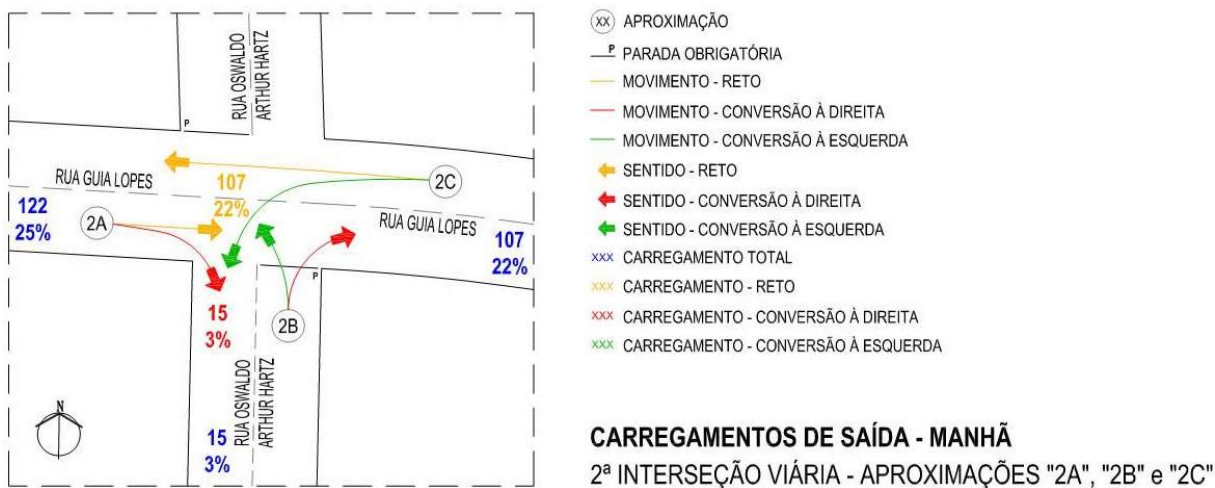 RUA OSWALDO
ARTHUR HARTZ
P
RUA GUIA LOPES
107
22%
2C
122
25%
2A
RUA GUIA LOPES
107
22%
P
15
3%
2B
RUA OSWALDO
ARTHUR HARTZ
N
15
3%
XX APROXIMAÇÃO
P PARADA OBRIGATÓRIA
MOVIMENTO - RETO
MOVIMENTO - CONVERSÃO À DIREITA
MOVIMENTO - CONVERSÃO À ESQUERDA
SENTIDO - RETO
SENTIDO - CONVERSÃO À DIREITA
SENTIDO - CONVERSÃO À ESQUERDA
XXX CARREGAMENTO TOTAL
XXX CARREGAMENTO - RETO
XXX CARREGAMENTO - CONVERSÃO À DIREITA
XXX CARREGAMENTO - CONVERSÃO À ESQUERDA
CARREGAMENTOS DE SAÍDA - MANHÃ
2ª INTERSEÇÃO VIÁRIA - APROXIMAÇÕES "2A", "2B" e "2C"